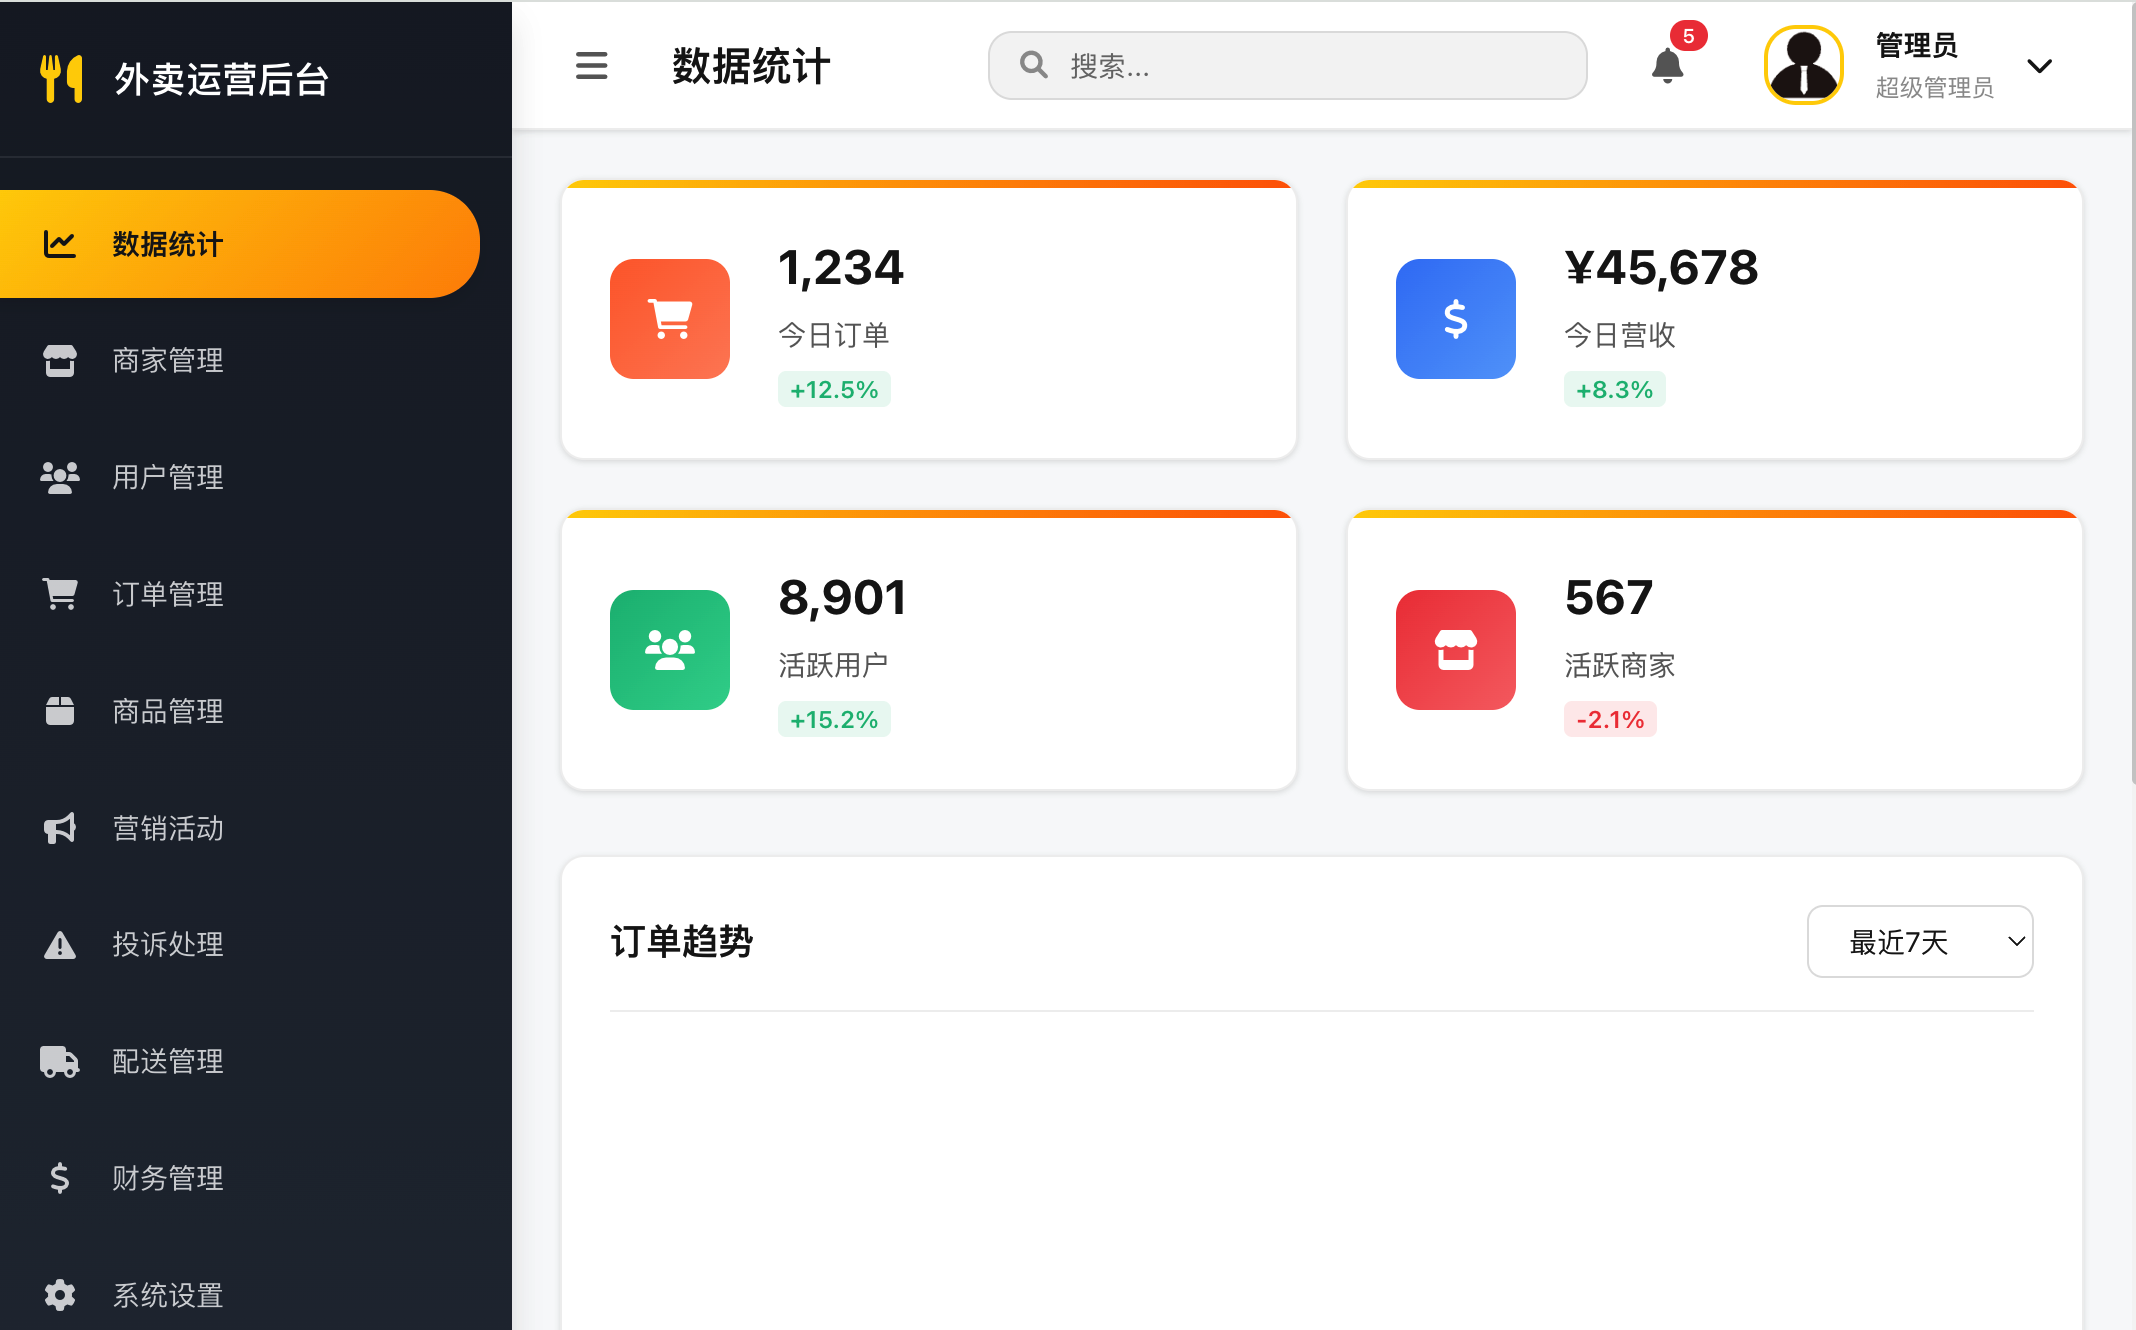 外卖运营后台
数据统计
商家管理
用户管理
订单管理
商品管理
营销活动
投诉处理
配送管理
财务管理
系统设置
数据统计
搜索...
5
管理员
超级管理员
1,234
今日订单
+12.5%
¥45,678
今日营收
+8.3%
8,901
活跃用户
+15.2%
567
活跃商家
-2.1%
订单趋势
最近7天